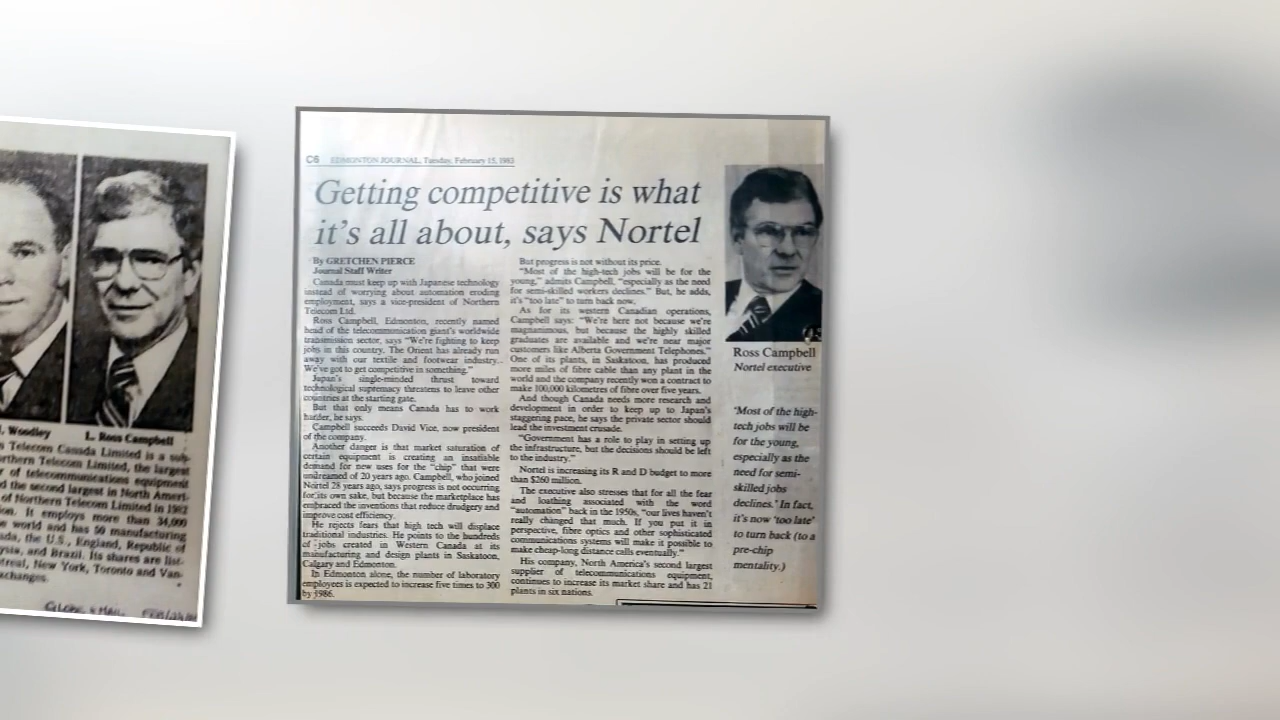 l, Woodley
L. Ross Campbell
Telecom Canada Limited is a sub-
rthern Telecom Limited, the largest
r of telecommunications equipment
d the second largest in North Ameri-
of Northern Telecom Limited in 1982
on. It employs more than 34,000
e world and has 50 manufacturing
ada, the U.S., England, Republic of
ysia, and Brazil. Its shares are list-
treal, New York, Toronto and Van-
xchanges.
C6 EDMONTON JOURNAL, Tuesday, February 15, 1983
Getting competitive is what
it's all about, says Nortel
By GRETCHEN PIERCE
Journal Staff Writer
Canada must keep up with Japanese technology
instead of worrying about automation eroding
employment, says a vice-president of Northern
Telecom Ltd.
Ross Campbell, Edmonton, recently named
head of the telecommunication giant's worldwide
transmission sector, says "We're fighting to keep
jobs in this country. The Orient has already run
away with our textile and footwear industry..
We've got to get competitive in something."
Japan's single-minded thrust toward
technological supremacy threatens to leave other
countries at the starting gate.
But that only means Canada has to work
harder, he says.
Campbell succeeds David Vice, now president
of the company.
Another danger is that market saturation of
certain equipment is creating an insatiable
demand for new uses for the "chip" that were
undreamed of 20 years ago. Campbell, who joined
Nortel 28 years ago, says progress is not occurring
for its own sake, but because the marketplace has
embraced the inventions that reduce drudgery and
improve cost efficiency.
He rejects fears that high tech will displace
traditional industries. He points to the hundreds
of jobs created in Western Canada at its
manufacturing and design plants in Saskatoon,
Calgary and Edmonton.
In Edmonton alone, the number of laboratory
employees is expected to increase five times to 300
by 1986.
But progress is not without its price.
"Most of the high-tech jobs will be for the
young," admits Campbell, "especially as the need
for semi-skilled workers declines." But, he adds,
it's "too late" to turn back now.
As for its western Canadian operations,
Campbell says: "We're here not because we're
magnanimous, but because the highly skilled
graduates are available and we're near major
customers like Alberta Government Telephones."
One of its plants, in Saskatoon, has produced
more miles of fibre cable than any plant in the
world and the company recently won a contract to
make 100,000 kilometres of fibre over five years.
And though Canada needs more research and
development in order to keep up to Japan's
staggering pace, he says the private sector should
lead the investment crusade.
"Government has a role to play in setting up
the infrastructure, but the decisions should be left
to the industry."
Nortel is increasing its R and D budget to more
than $260 million.
The executive also stresses that for all the fear
and loathing associated with the word
"automation" back in the 1950s, "our lives haven't
really changed that much. If you put it in
perspective, fibre optics and other sophisticated
communications systems will make it possible to
make cheap-long distance calls eventually."
His company, North America's second largest
supplier of telecommunications equipment,
continues to increase its market share and has 21
plants in six nations.
Ross Campbell
Nortel executive
'Most of the high-
tech jobs will be
for the young,
especially as the
need for semi-
skilled jobs
declines.' In fact,
it's now 'too late'
to turn back (to a
pre-chip
mentality.)